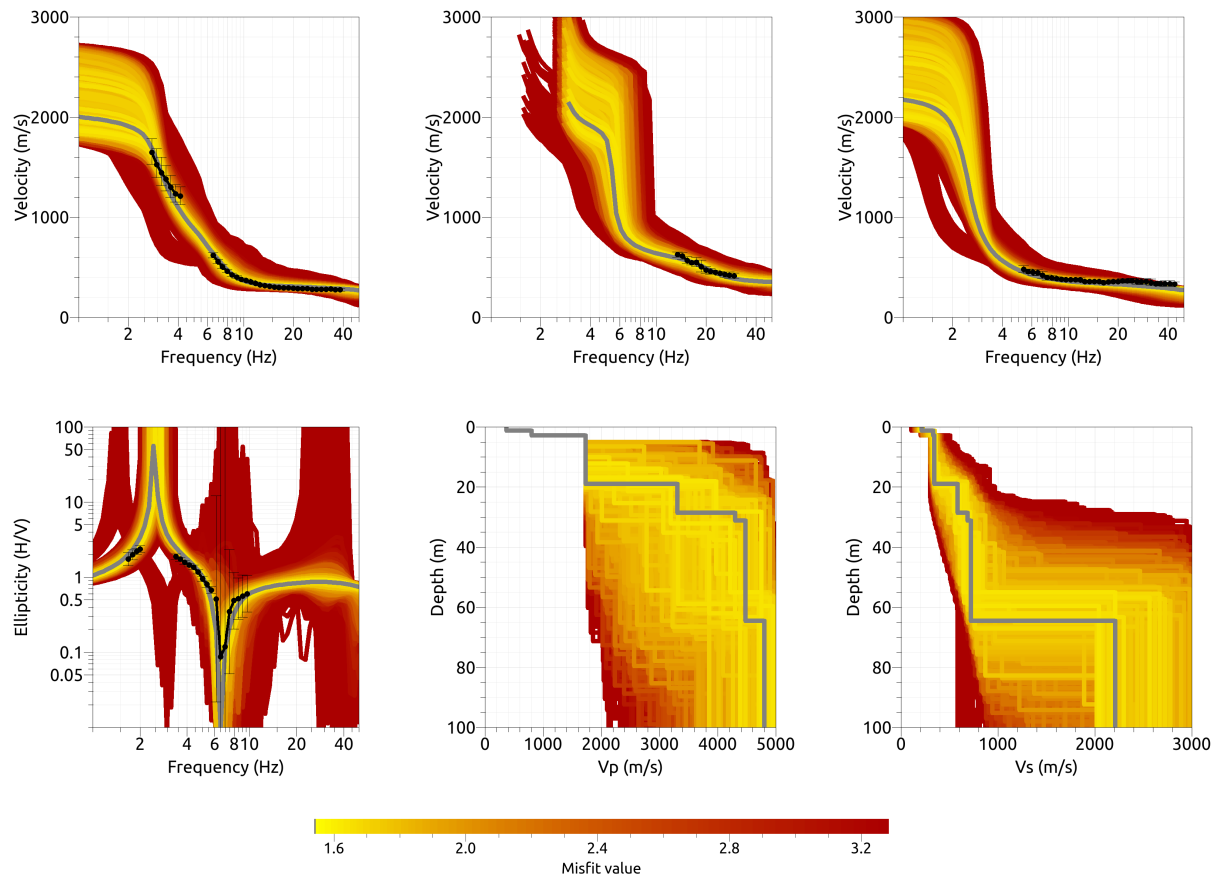 3000
2000
1000
0
Velocity (m/s)
2 4 6 8 10 20 40
Frequency (Hz)
3000
2000
1000
0
Velocity (m/s)
2 4 6 8 10 20 40
Frequency (Hz)
3000
2000
1000
0
Velocity (m/s)
2 4 6 8 10 20 40
Frequency (Hz)
100
50
10
5
1
0.5
0.1
0.05
Ellipticity (H/V)
2 4 6 8 10 20 40
Frequency (Hz)
0
20
40
60
80
100
Depth (m)
0 1000 2000 3000 4000 5000
Vp (m/s)
0
20
40
60
80
100
Depth (m)
0 1000 2000 3000
Vs (m/s)
1.6 2.0 2.4 2.8 3.2
Misfit value